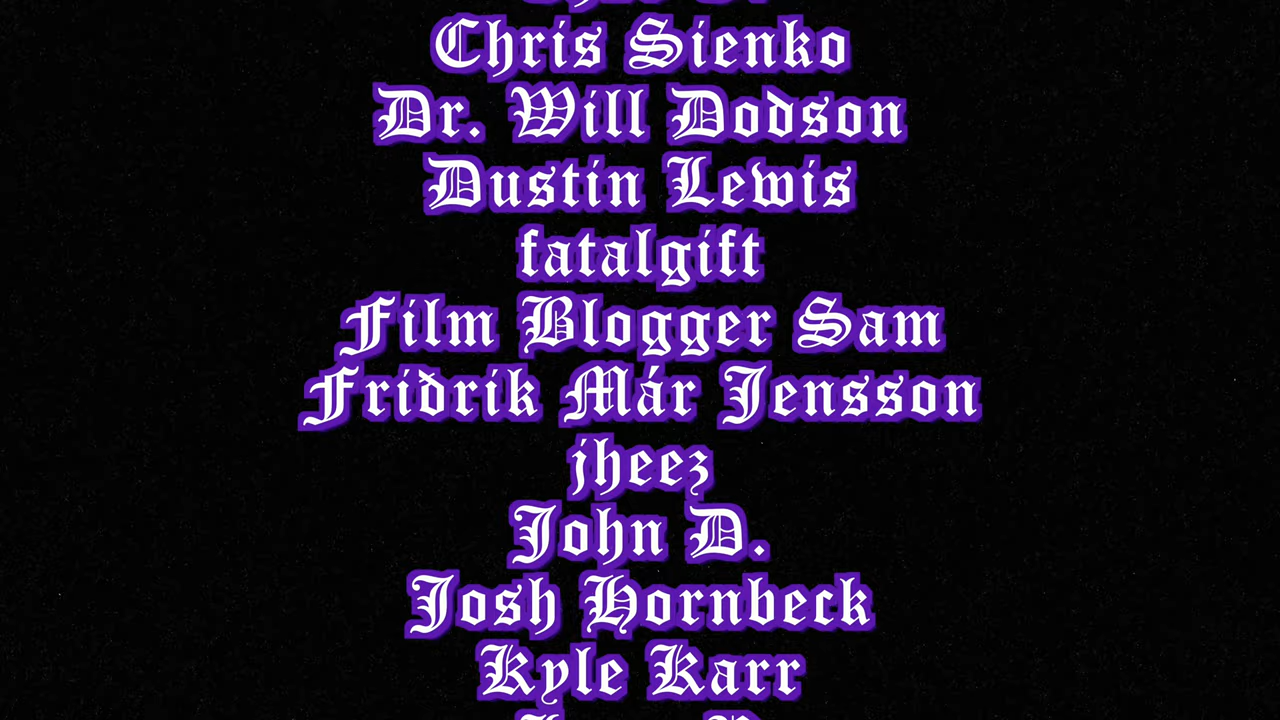 Chris Sienko
Dr. Will Dodson
Dustin Lewis
fatalgift
Film Blogger Sam
Friðrik Már Jensson
jheez
John D.
Josh Hornbeck
Kyle Karr